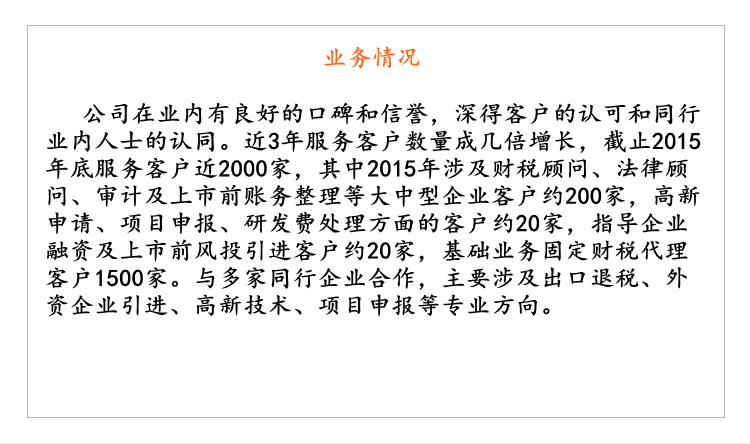 业务情况
公司在业内有良好的口碑和信誉，深得客户的认可和同行
业内人士的认同。近3年服务客户数量成几倍增长，截止2015
年底服务客户近2000家，其中2015年涉及财税顾问、法律顾
问、审计及上市前账务整理等大中型企业客户约200家，高新
申请、项目申报、研发费处理方面的客户约20家，指导企业
融资及上市前风投引进客户约20家，基础业务固定财税代理
客户1500家。与多家同行企业合作，主要涉及出口退税、外
资企业引进、高新技术、项目申报等专业方向。